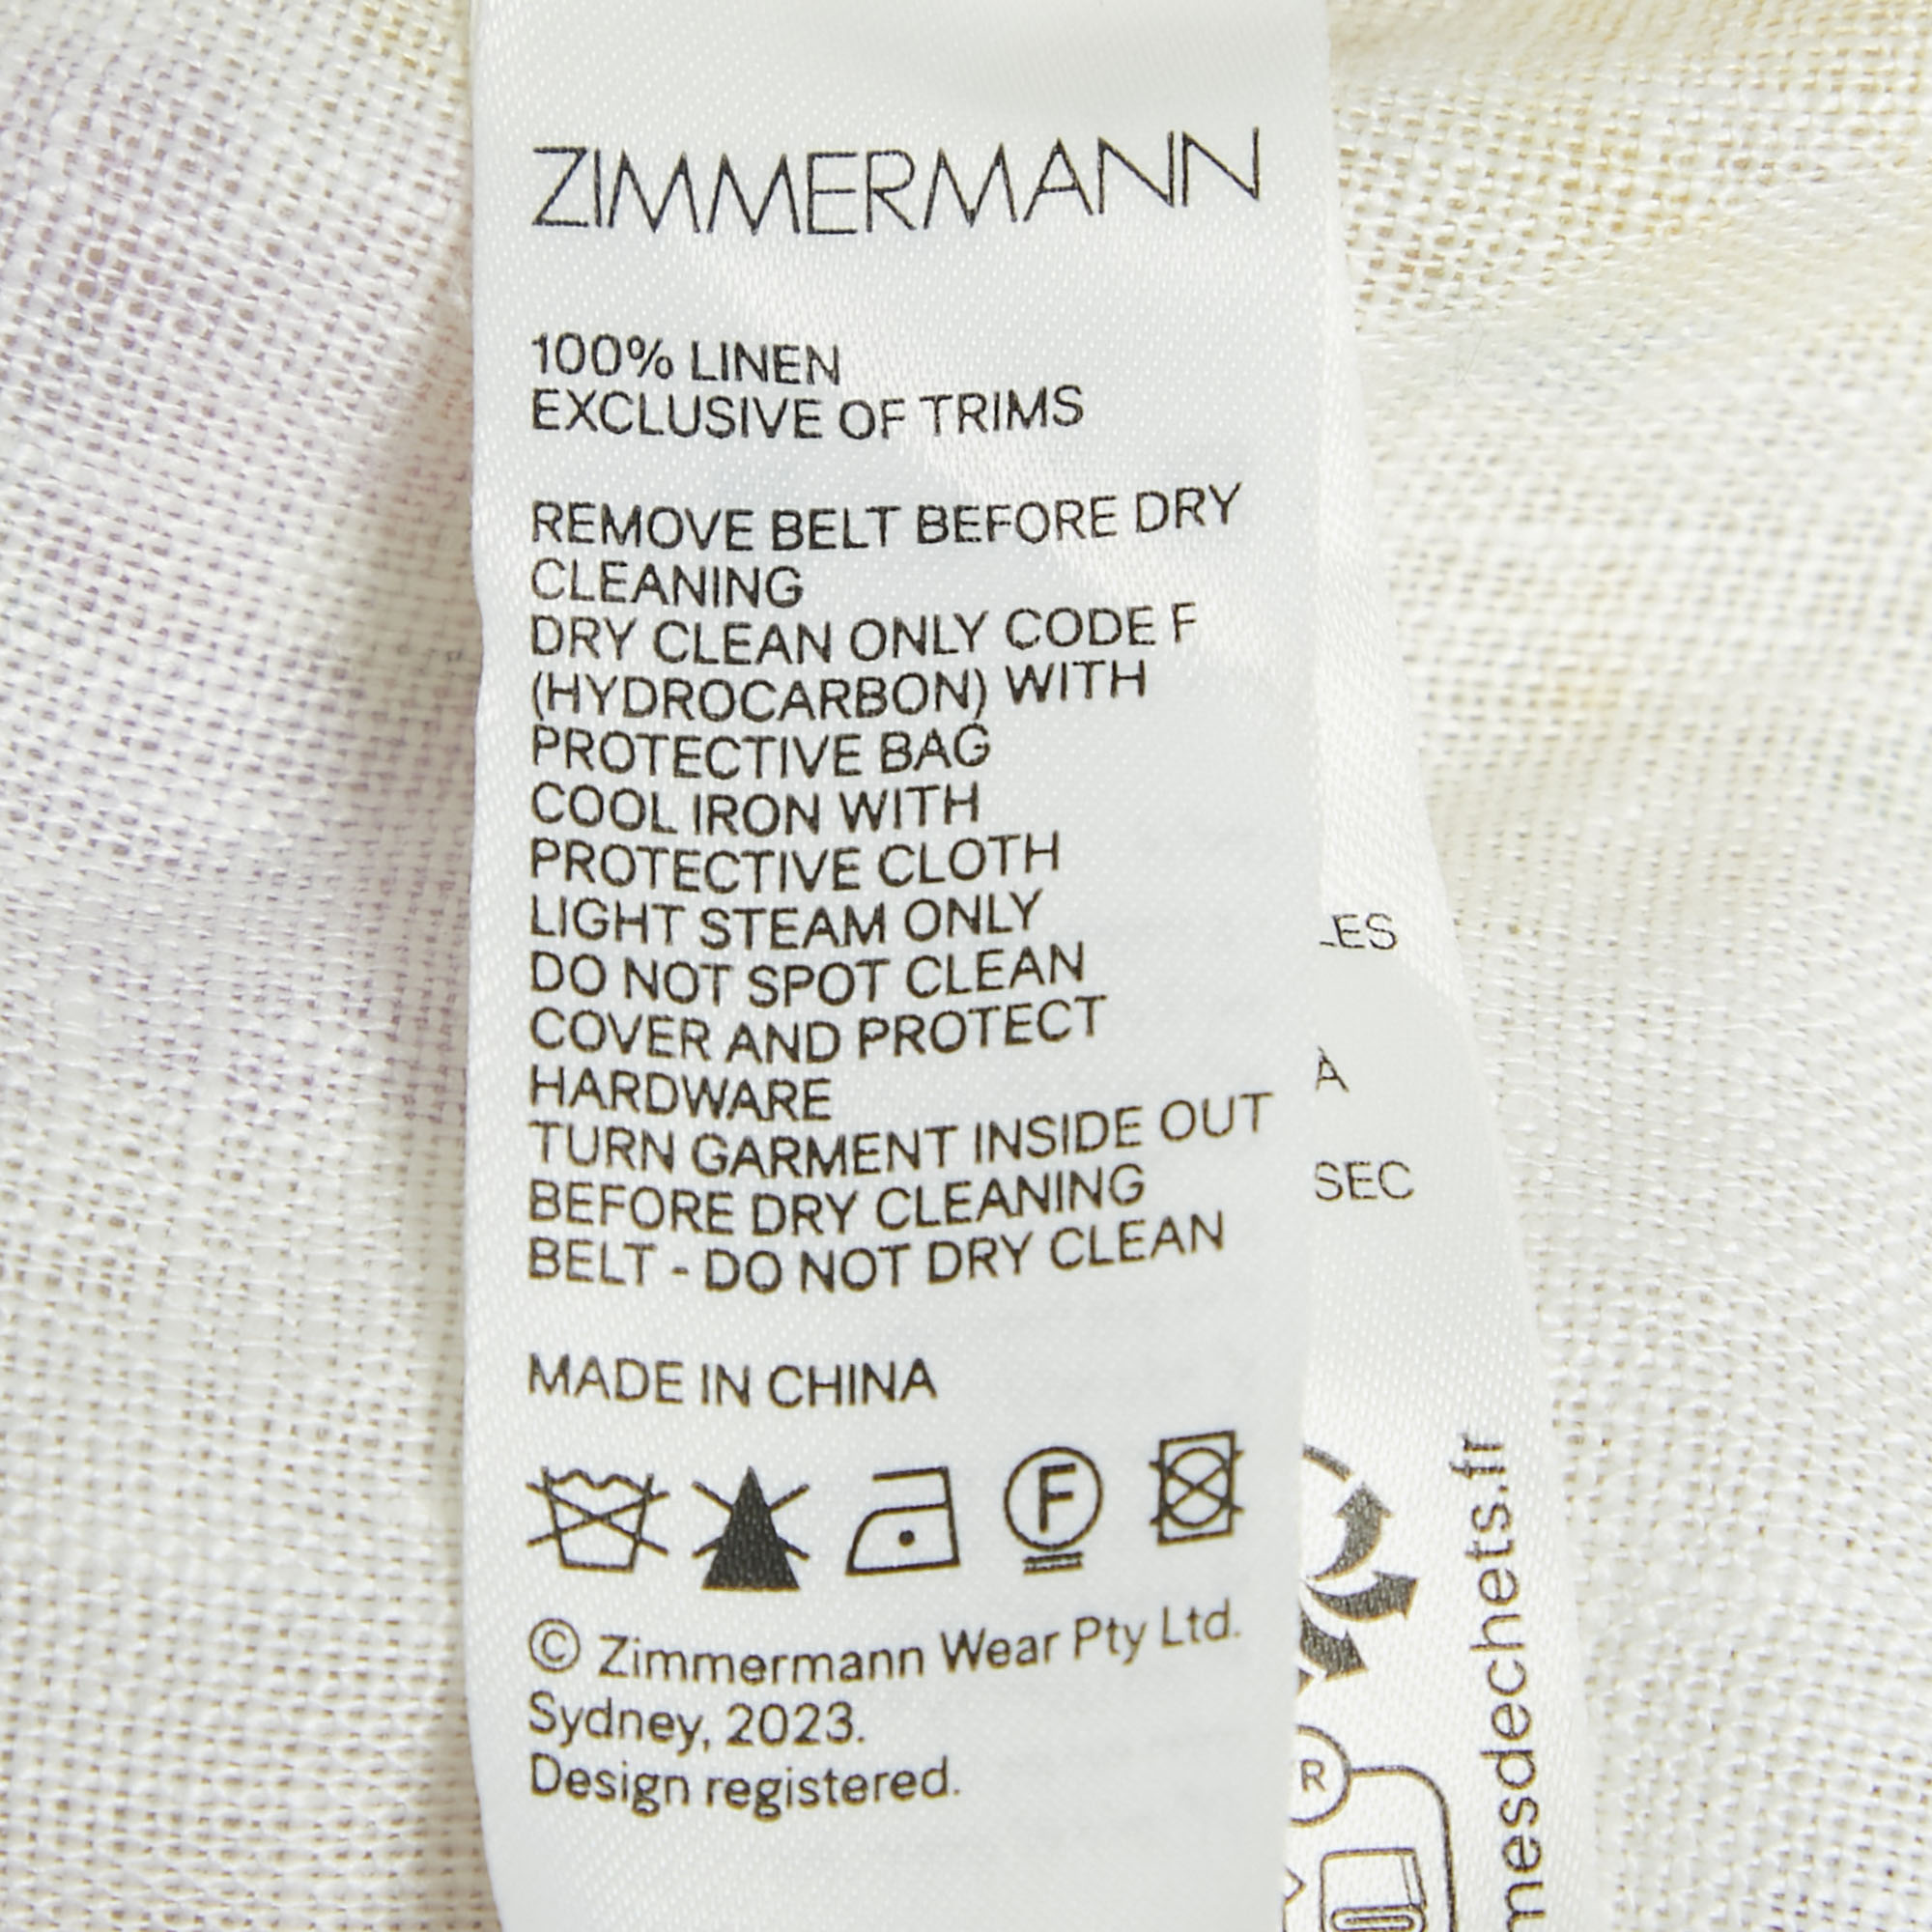 ZIMMERMANN
100% LINEN
EXCLUSIVE OF TRIMS
REMOVE BELT BEFORE DRY
CLEANING
DRY CLEAN ONLY CODE F
(HYDROCARBON) WITH
PROTECTIVE BAG
COOL IRON WITH
PROTECTIVE CLOTH
LIGHT STEAM ONLY
DO NOT SPOT CLEAN
COVER AND PROTECT
HARDWARE
TURN GARMENT INSIDE OUT
BEFORE DRY CLEANING
BELT - DO NOT DRY CLEAN
MADE IN CHINA
F
© Zimmermann Wear Pty Ltd.
Sydney, 2023.
Design registered.
A
SEC
R
mesdechets.fr